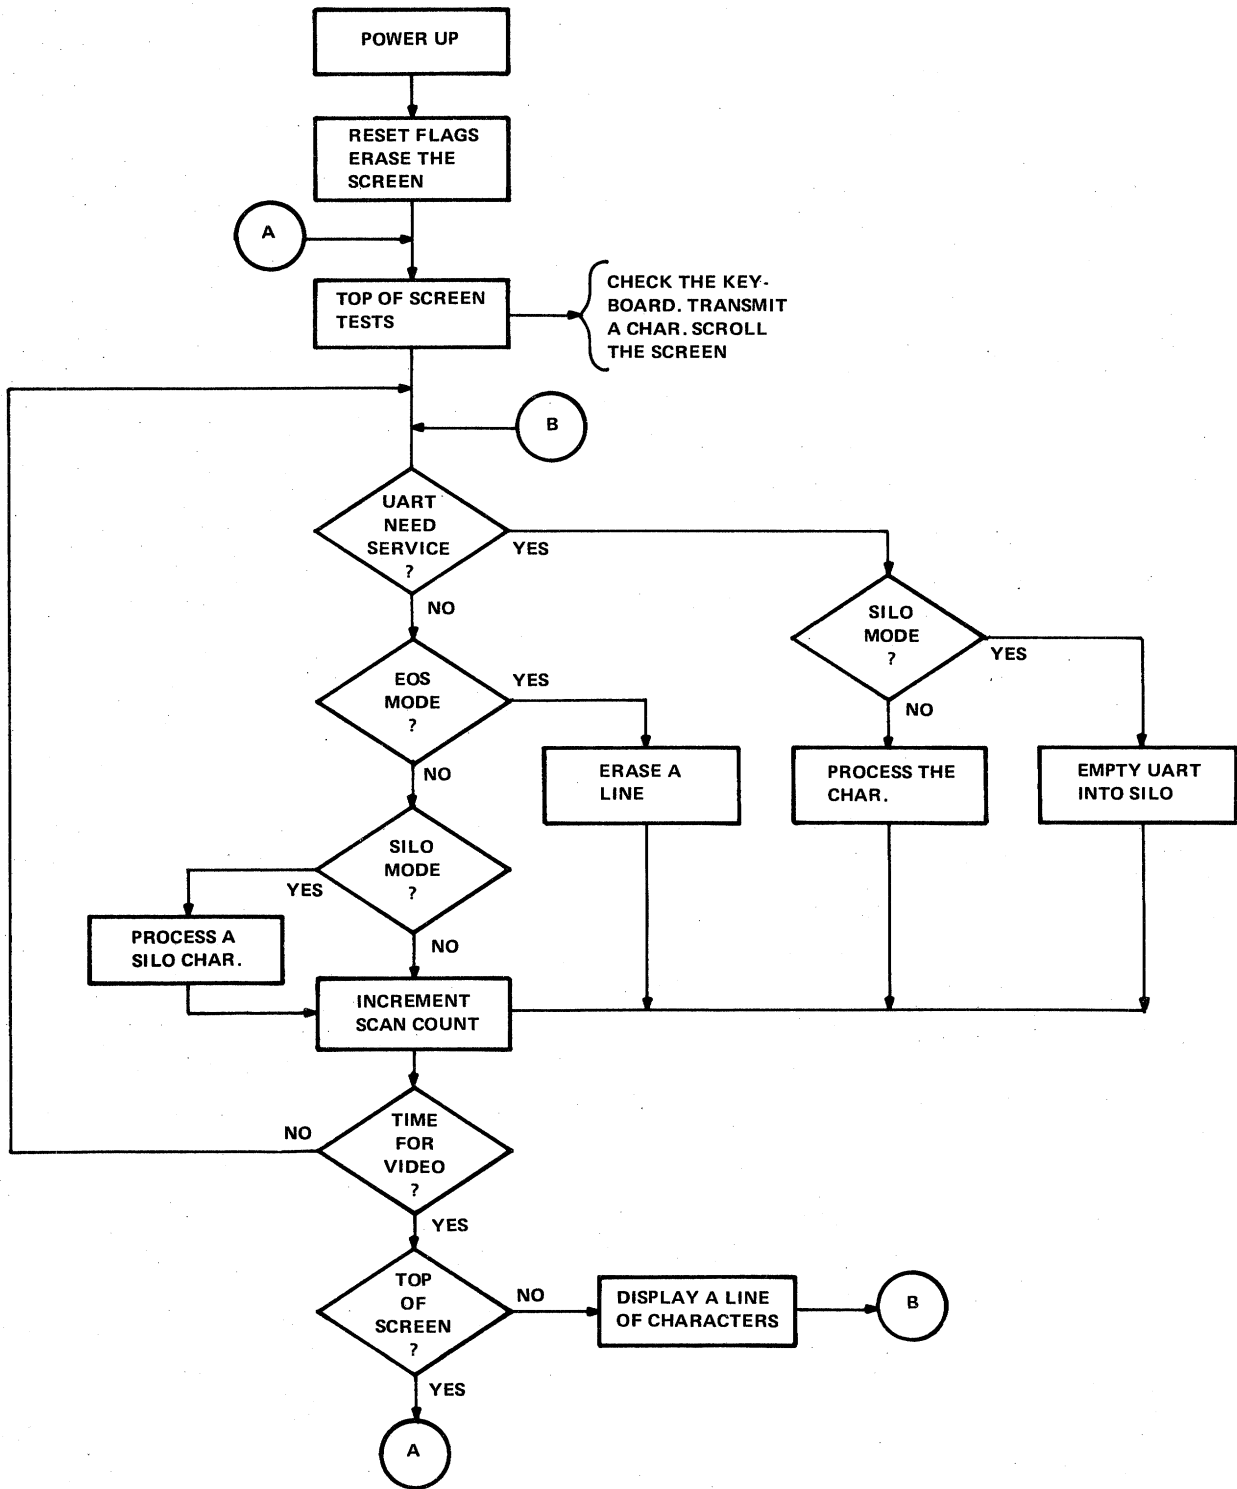 POWER UP
RESET FLAGS
ERASE THE
SCREEN
A
TOP OF SCREEN
TESTS
CHECK THE KEY-
BOARD. TRANSMIT
A CHAR. SCROLL
THE SCREEN
B
UART
NEED
SERVICE
?
YES
NO
SILO
MODE
?
YES
NO
EOS
MODE
?
YES
NO
ERASE A
LINE
PROCESS THE
CHAR.
EMPTY UART
INTO SILO
SILO
MODE
?
YES
NO
PROCESS A
SILO CHAR.
INCREMENT
SCAN COUNT
TIME
FOR
VIDEO
?
NO
YES
TOP
OF
SCREEN
?
NO
YES
DISPLAY A LINE
OF CHARACTERS
B
A